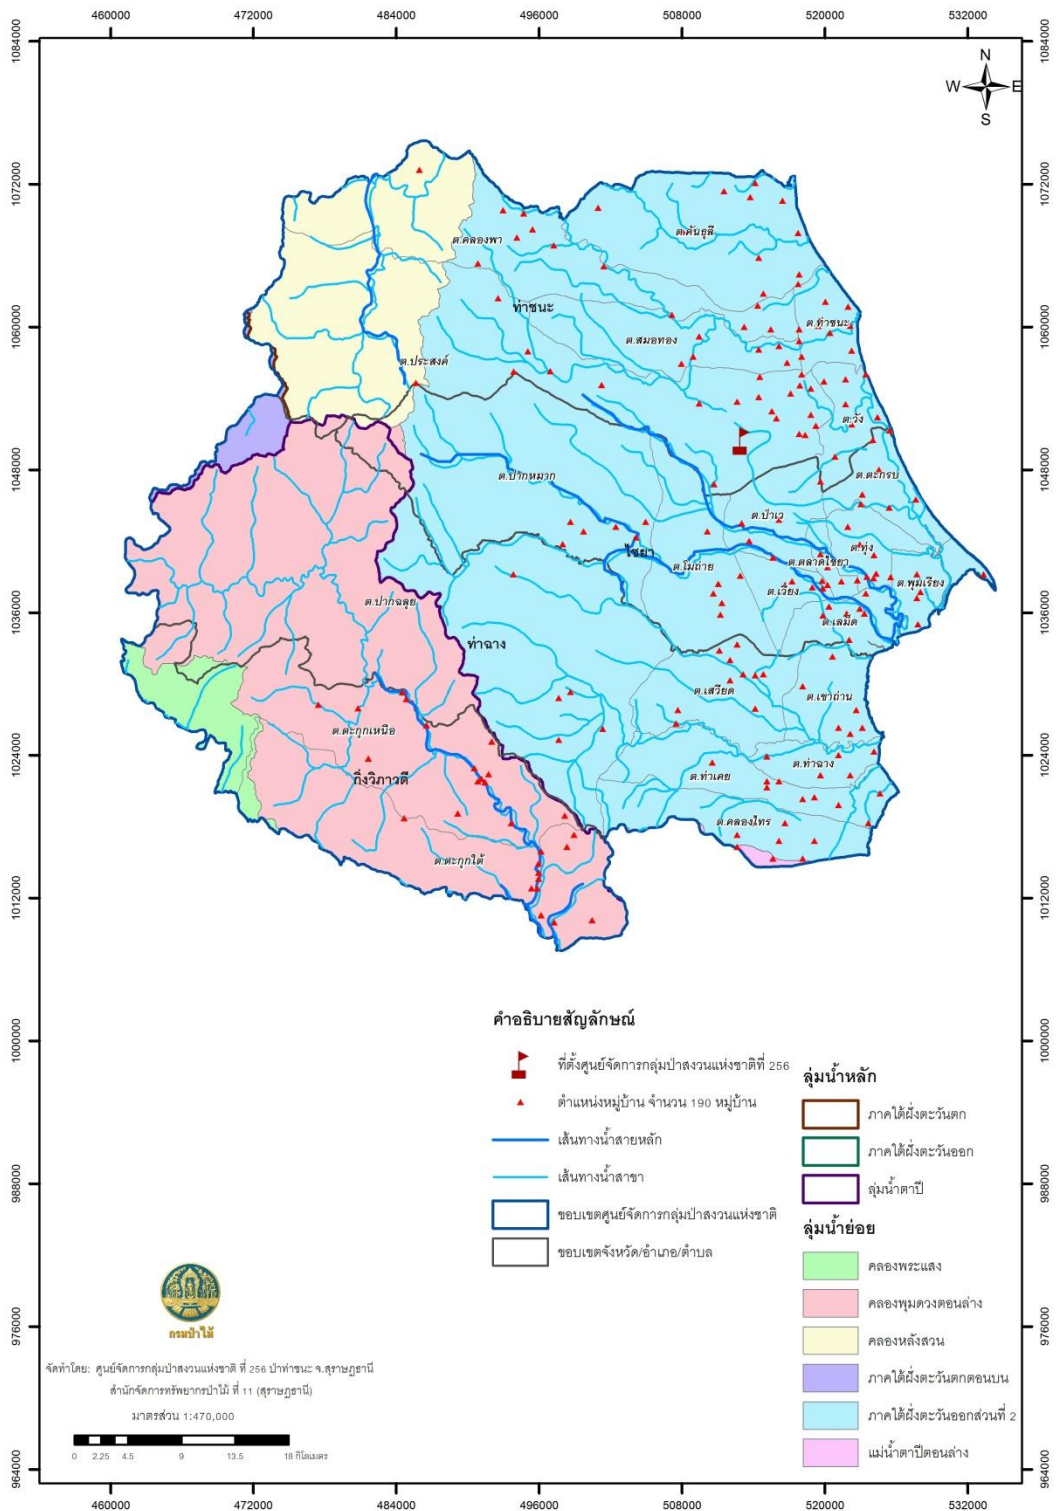 460000 472000 484000 496000 508000 520000 532000
1084000 1084000
N
W E
S
1072000 1072000
ต.คันธุลี
ต.คลองพา
ท่าชนะ
ต.ท่าชนะ
1060000 1060000
ต.สมอทอง
ต.ประสงค์
ต.วัง
1048000 1048000
ต.ปากหมาก
ต.ตะกรบ
ต.ป่าเว
ต.ทุ่ง
ไชยา
ต.ตลาดไชยา
ต.โมถ่าย
ต.เวียง
ต.พุมเรียง
ต.ปากฉลุย
ต.เลม็ด
1036000 1036000
ท่าฉาง
ต.เสวียด
ต.เขาถ่าน
ต.ตะกุกเหนือ
1024000 1024000
ต.ท่าเคย
ต.ท่าฉาง
กิ่งวิภาวดี
ต.คลองไทร
ต.ตะกุกใต้
1012000 1012000
1000000 1000000
คำอธิบายสัญลักษณ์
ที่ตั้งศูนย์จัดการกลุ่มป่าสงวนแห่งชาติที่ 256
ตำแหน่งหมู่บ้าน จำนวน 190 หมู่บ้าน
เส้นทางน้ำสายหลัก
เส้นทางน้ำสาขา
ขอบเขตศูนย์จัดการกลุ่มป่าสงวนแห่งชาติ
ขอบเขตจังหวัด/อำเภอ/ตำบล
ลุ่มน้ำหลัก
ภาคใต้ฝั่งตะวันตก
ภาคใต้ฝั่งตะวันออก
ลุ่มน้ำตาปี
988000 988000
ลุ่มน้ำย่อย
คลองพระแสง
คลองพุมดวงตอนล่าง
คลองหลังสวน
ภาคใต้ฝั่งตะวันตกตอนบน
ภาคใต้ฝั่งตะวันออกส่วนที่ 2
แม่น้ำตาปีตอนล่าง
976000 976000
กรมป่าไม้
จัดทำโดย: ศูนย์จัดการกลุ่มป่าสงวนแห่งชาติ ที่ 256 ป่าท่าชนะ จ.สุราษฎธานี
สำนักจัดการทรัพยากรป่าไม้ ที่ 11 (สุราษฎธานี)
มาตรส่วน 1:470,000
0 2.25 4.5 9 13.5 18 กิโลเมตร
964000 964000
460000 472000 484000 496000 508000 520000 532000